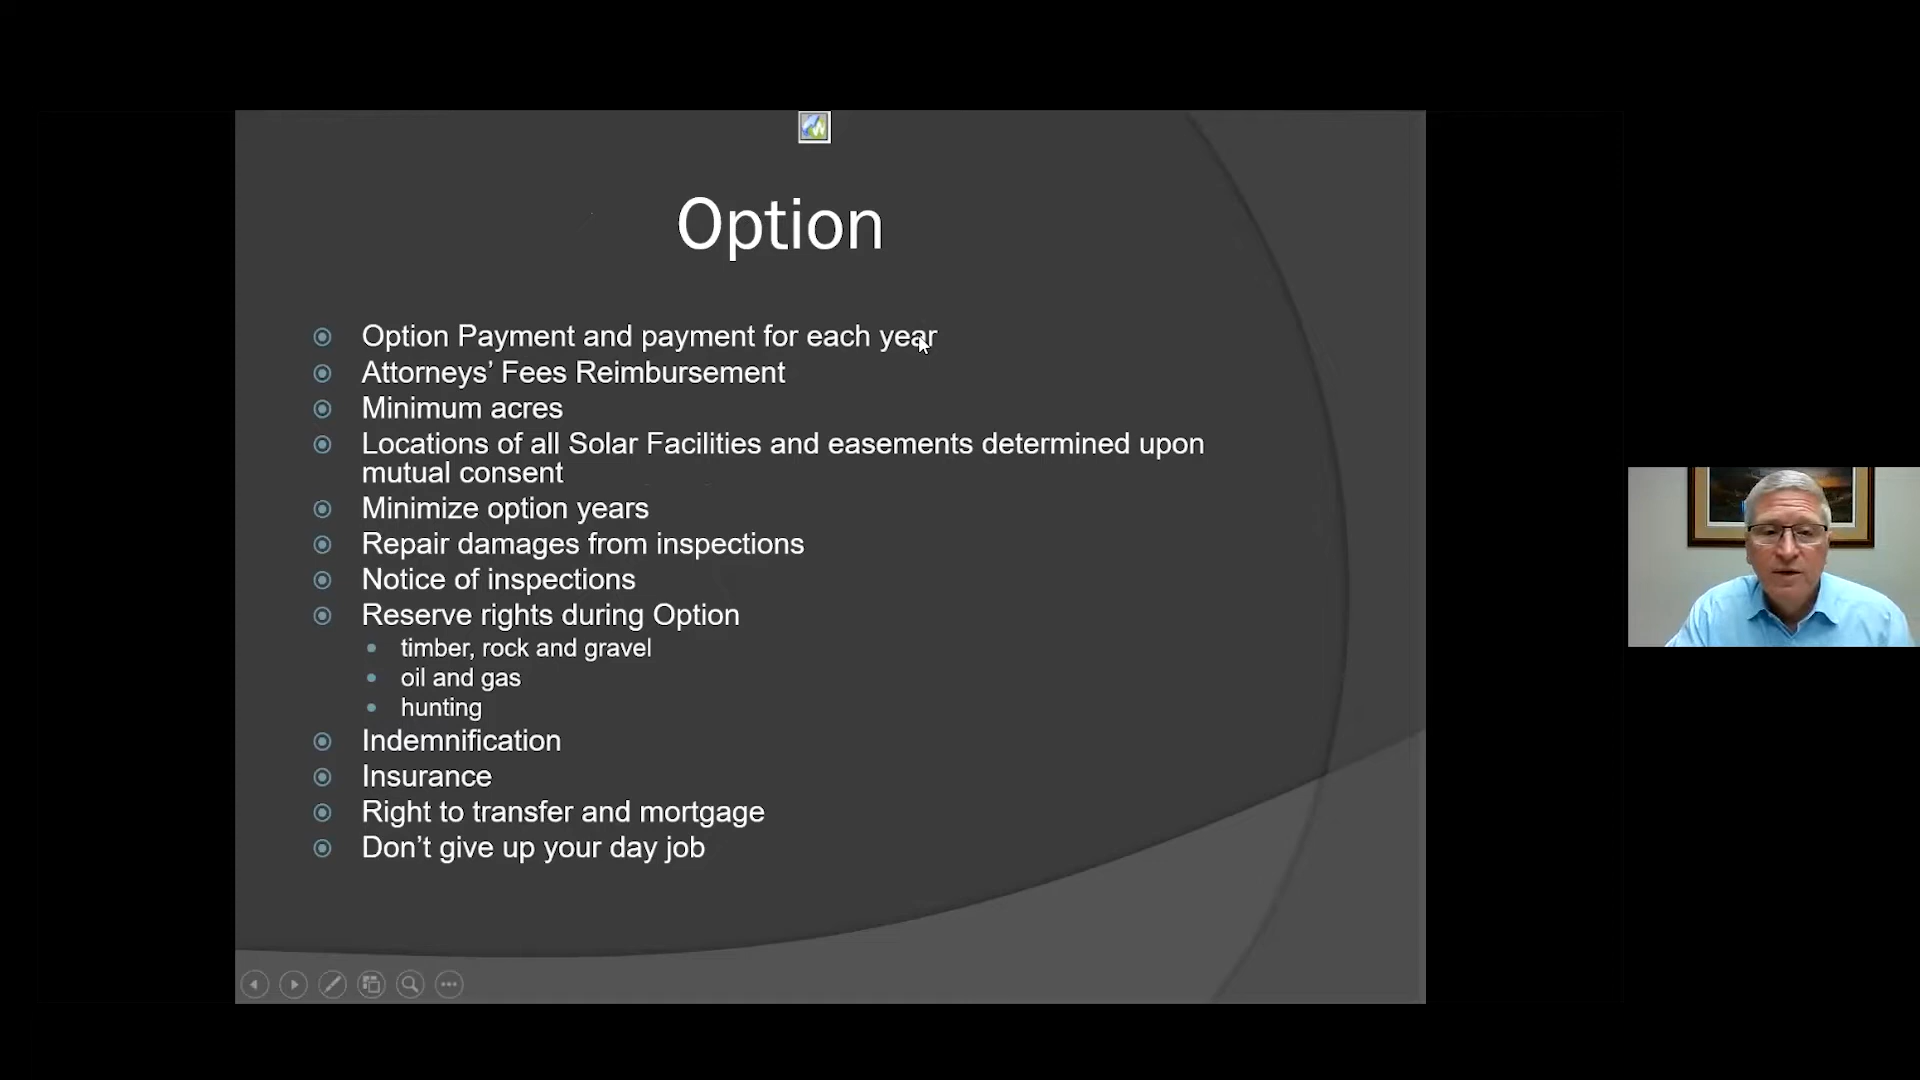 Option
Option Payment and payment for each year
Attorneys’ Fees Reimbursement
Minimum acres
Locations of all Solar Facilities and easements determined upon
mutual consent
Minimize option years
Repair damages from inspections
Notice of inspections
Reserve rights during Option
timber, rock and gravel
oil and gas
hunting
Indemnification
Insurance
Right to transfer and mortgage
Don’t give up your day job